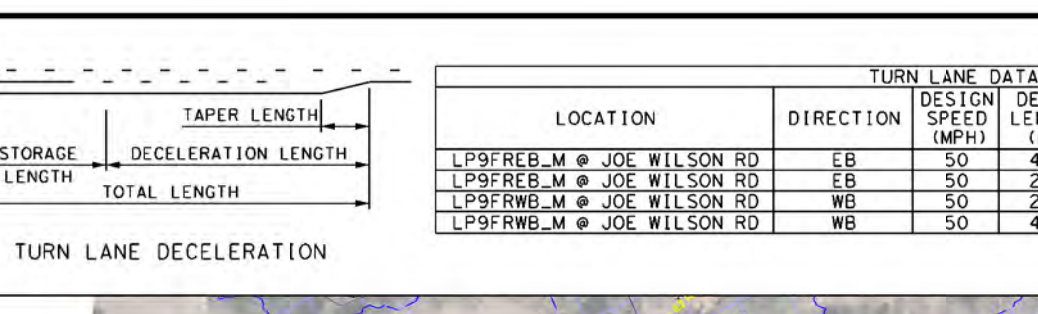 TAPER LENGTH
STORAGE LENGTH
DECELERATION LENGTH
TOTAL LENGTH
TURN LANE DECELERATION
TURN LANE DATA
LOCATION DIRECTION DESIGN SPEED (MPH)
LP9FREB_M @ JOE WILSON RD EB 50
LP9FREB_M @ JOE WILSON RD EB 50
LP9FRWB_M @ JOE WILSON RD WB 50
LP9FRWB_M @ JOE WILSON RD WB 50